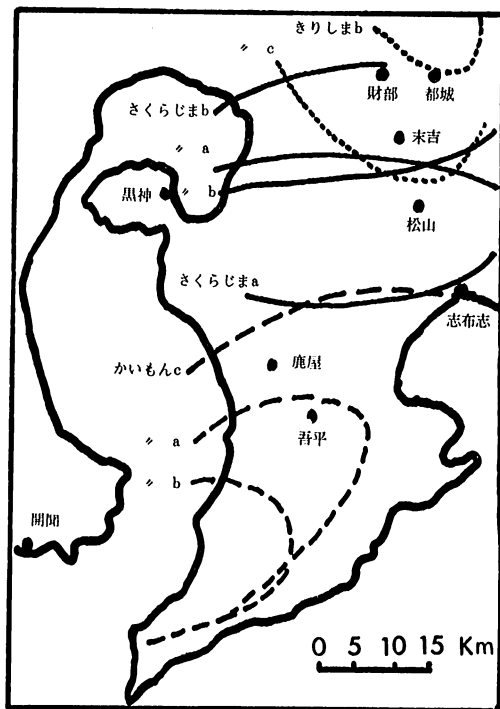 きりしまb
〃 c
財部
都城
さくらじまb
末吉
〃 a
黒神
〃 b
松山
さくらじまa
志布志
かいもんc
鹿屋
〃 a
吾平
〃 b
開聞
0 5 10 15 Km